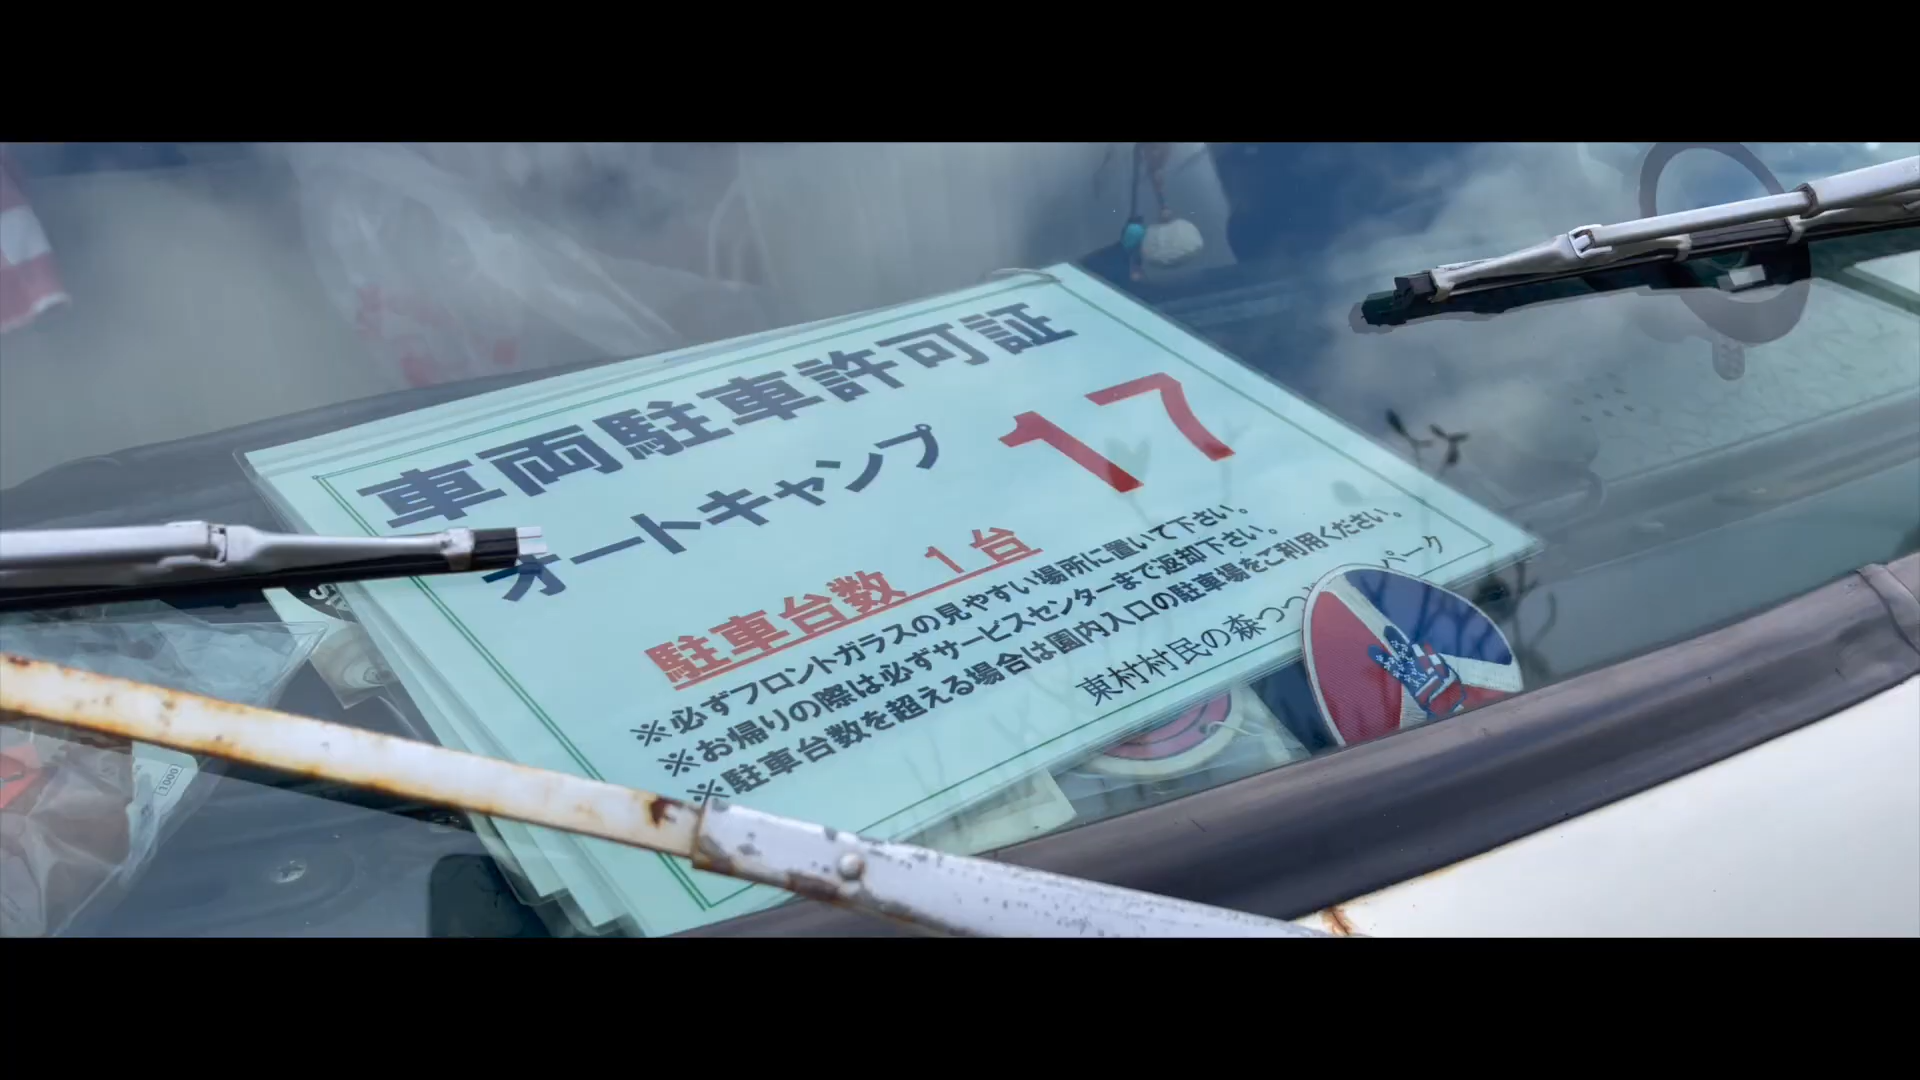 車両駐車許可証
オートキャンプ 17
駐車台数 1台
※必ずフロントガラスの見やすい場所に置いて下さい。
※お帰りの際は必ずサービスセンターまで返却下さい。
※駐車台数を超える場合は園内入口の駐車場をご利用ください。
東村村民の森つつ パーク
1000